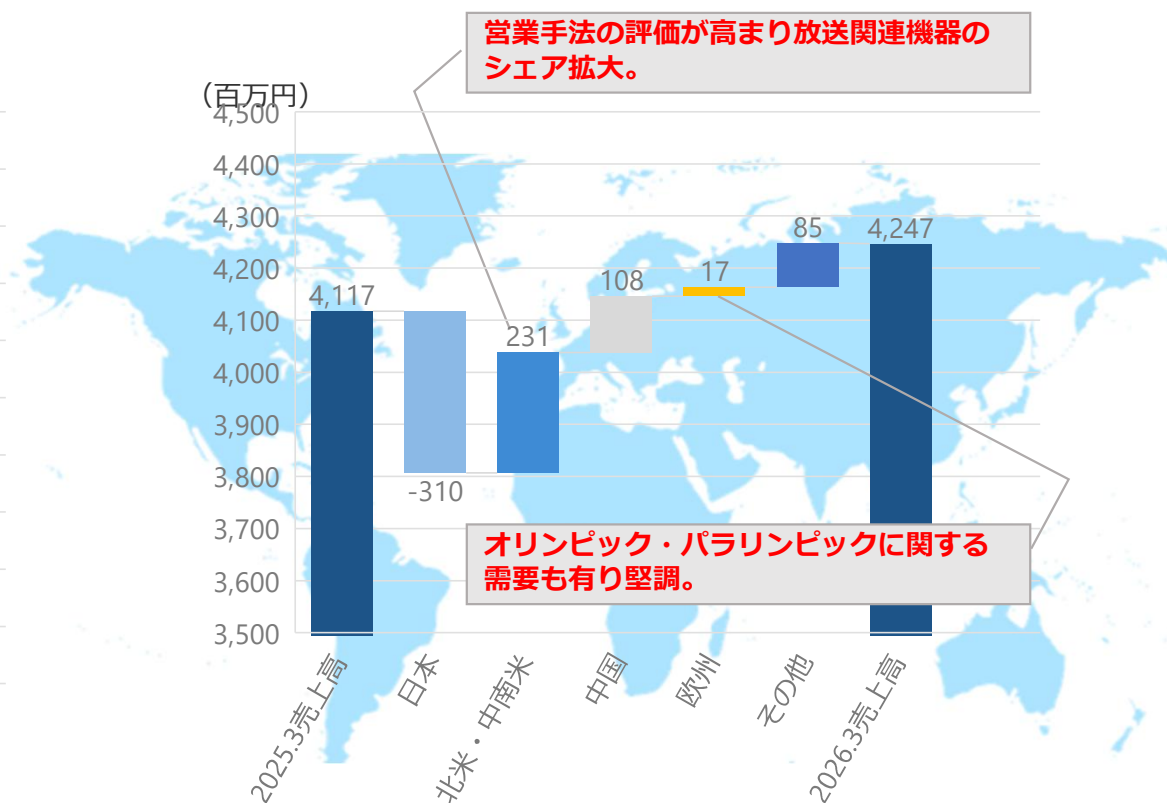 営業手法の評価が高まり放送関連機器の
シェア拡大。
（百万円）
4,500
4,400
4,300
4,200
4,100
4,000
3,900
3,800
3,700
3,600
3,500
4,117
-310
231
108
17
85
4,247
オリンピック・パラリンピックに関する
需要も有り堅調。
2025.3売上高
日本
北米・中南米
中国
欧州
その他
2026.3売上高